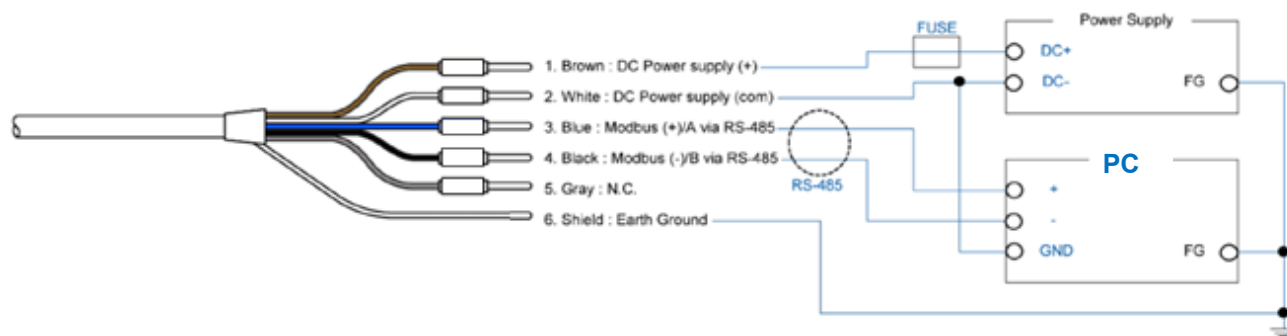 FUSE
Power Supply
DC+
1. Brown : DC Power supply (+)
DC-
FG
2. White : DC Power supply (com)
3. Blue : Modbus (+)/A via RS-485
4. Black : Modbus (-)/B via RS-485
PC
RS-485
+
5. Gray : N.C.
-
6. Shield : Earth Ground
GND
FG